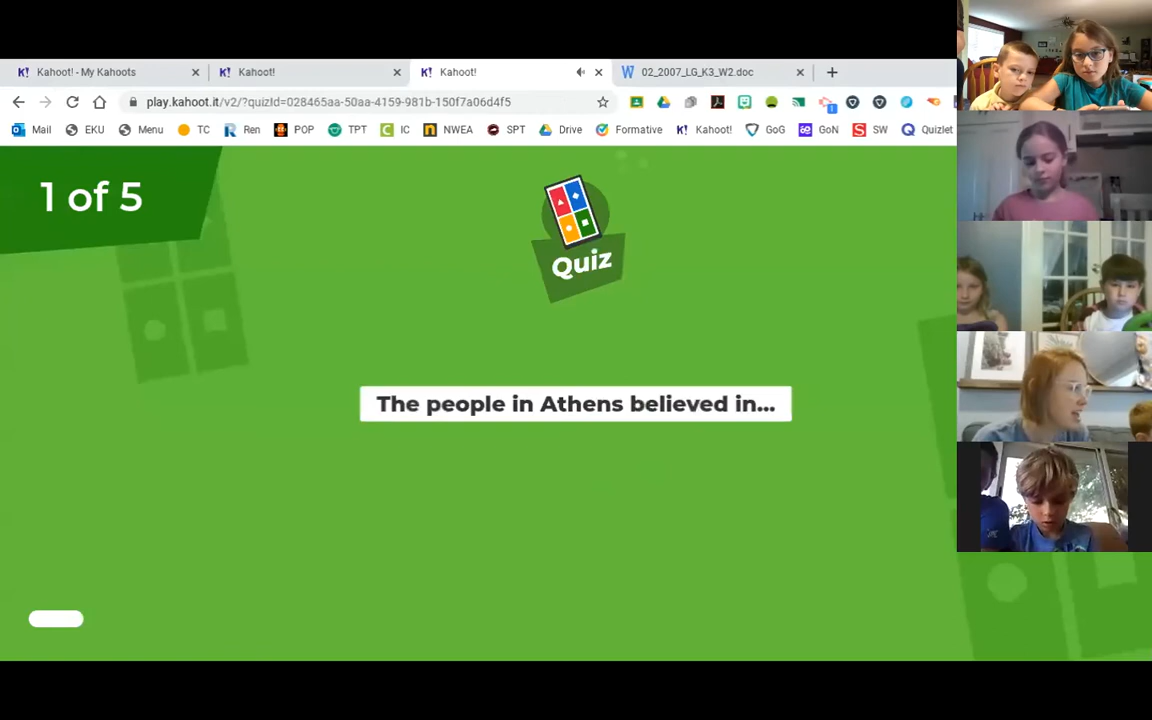 Kahoot! - My Kahoots
Kahoot!
Kahoot!
02_2007_LG_K3_W2.doc
play.kahoot.it/v2/?quizId=028465aa-50aa-4159-981b-150f7a06d4f5
Mail EKU Menu TC Ren POP TPT IC NWEA SPT Drive Formative Kahoot! GoG GoN SW Quizlet
1 of 5
Quiz
The people in Athens believed in...